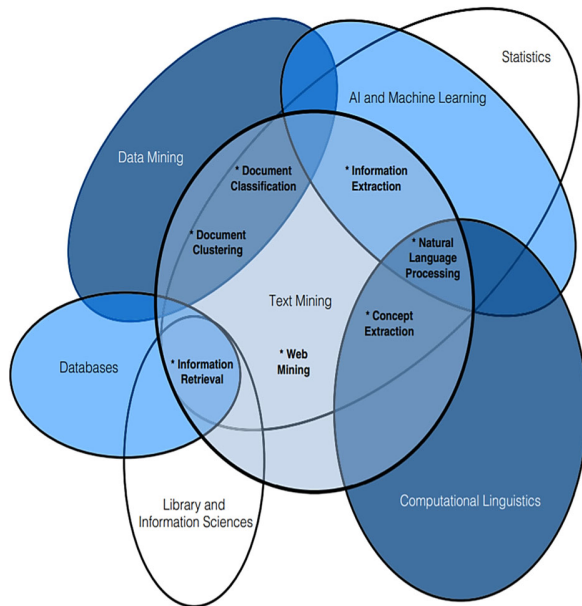 Statistics
AI and Machine Learning
Data Mining
* Document
Classification
* Information
Extraction
* Document
Clustering
* Natural
Language
Processing
Text Mining
* Concept
Extraction
* Web
Mining
Databases
* Information
Retrieval
Library and
Information Sciences
Computational Linguistics